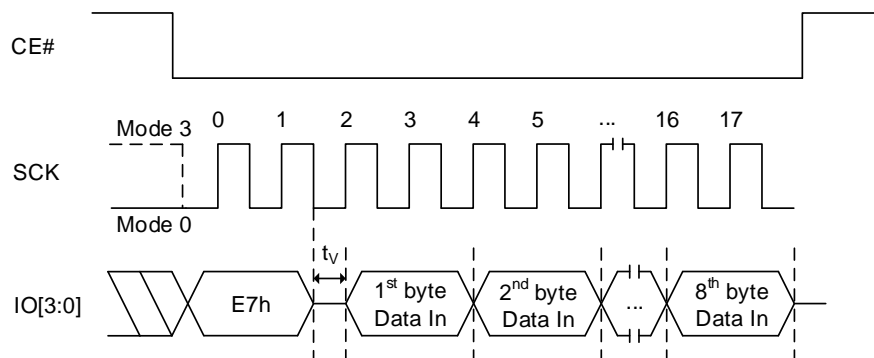 CE#
0 1 2 3 4 5 ... 16 17
Mode 3
SCK
Mode 0
tV
IO[3:0]
E7h
1st byte
Data In
2nd byte
Data In
...
8th byte
Data In